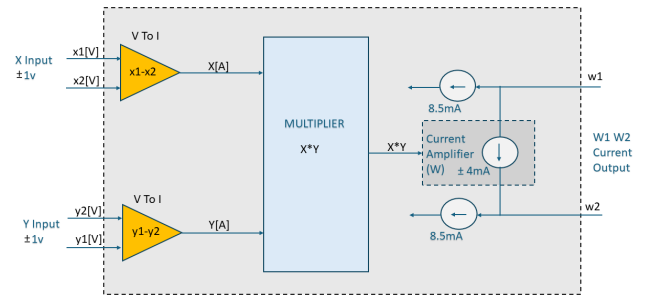 V To I
x1[V]
x1-x2
x2[V]
X Input
±1v
X[A]
MULTIPLIER
X*Y
X*Y
8.5mA
w1
Current
Amplifier
(W) ±4mA
W1 W2
Current
Output
w2
8.5mA
V To I
y2[V]
y1-y2
y1[V]
Y Input
±1v
Y[A]